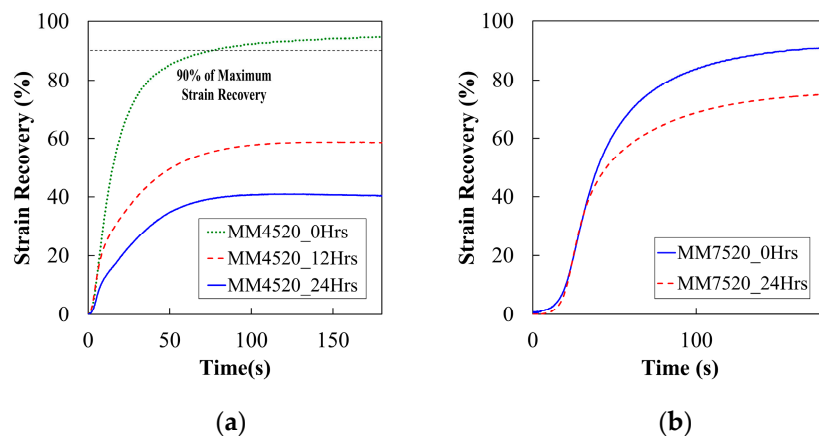 100
80
60
40
20
0
Strain Recovery (%)
90% of Maximum
Strain Recovery
MM4520_0Hrs
MM4520_12Hrs
MM4520_24Hrs
0
50
100
150
Time(s)
(a)
100
80
60
40
20
0
Strain Recovery (%)
MM7520_0Hrs
MM7520_24Hrs
0
100
Time (s)
(b)